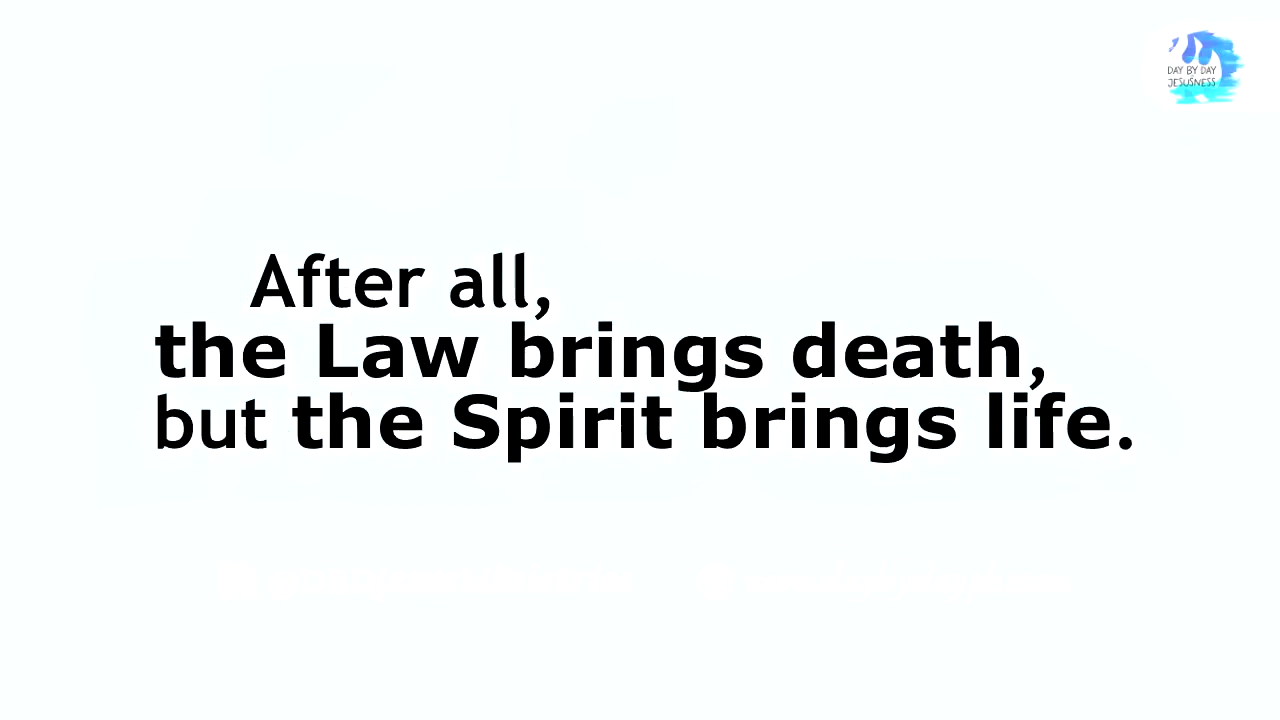 DAY BY DAY
JESUSNESS
After all,
the Law brings death,
but the Spirit brings life.